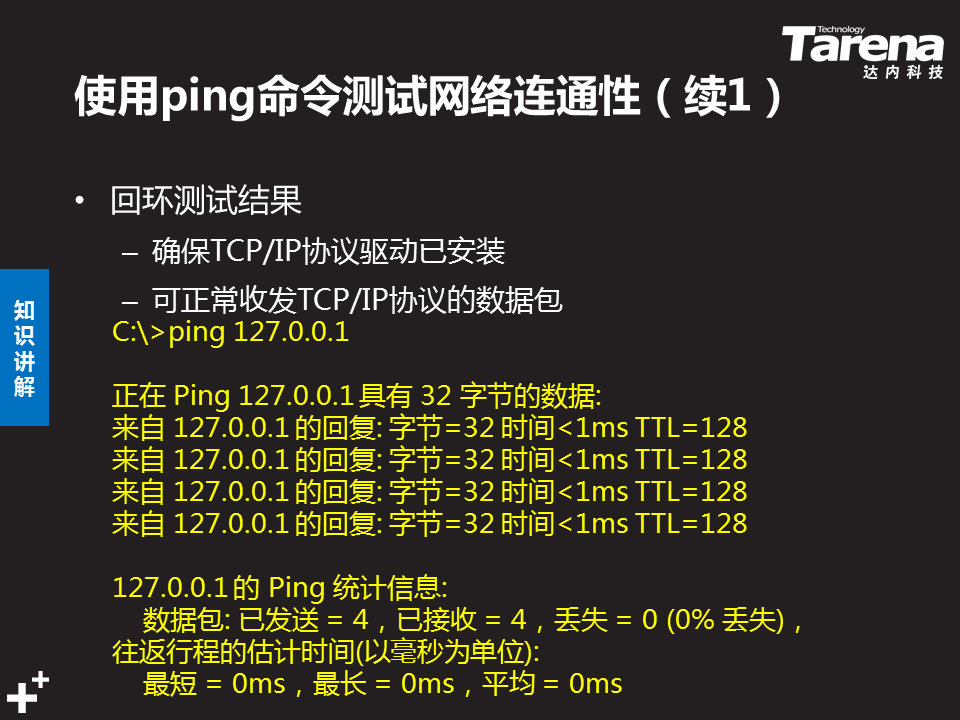 Technology
Tarena
达内科技
使用ping命令测试网络连通性（续1）
• 回环测试结果
– 确保TCP/IP协议驱动已安装
– 可正常收发TCP/IP协议的数据包
知识讲解
C:\>ping 127.0.0.1
正在 Ping 127.0.0.1 具有 32 字节的数据:
来自 127.0.0.1 的回复: 字节=32 时间<1ms TTL=128
来自 127.0.0.1 的回复: 字节=32 时间<1ms TTL=128
来自 127.0.0.1 的回复: 字节=32 时间<1ms TTL=128
来自 127.0.0.1 的回复: 字节=32 时间<1ms TTL=128
127.0.0.1 的 Ping 统计信息:
数据包: 已发送 = 4，已接收 = 4，丢失 = 0 (0% 丢失)，
往返行程的估计时间(以毫秒为单位):
最短 = 0ms，最长 = 0ms，平均 = 0ms